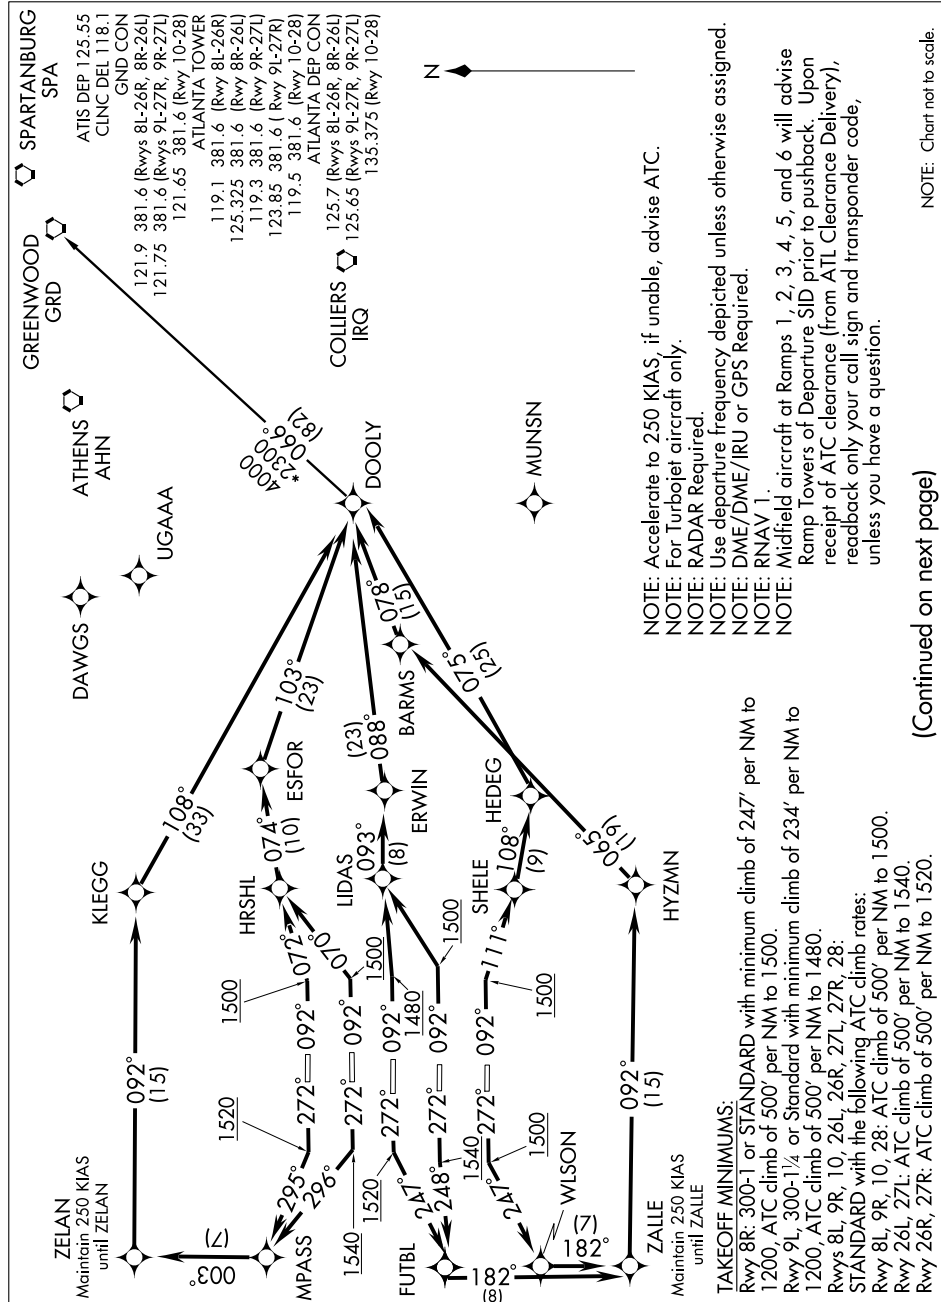 SPARTANBURG
SPA
ATIS DEP 125.55
CLNC DEL 118.1
GND CON
121.9 381.6 (Rwys 8L-26R, 8R-26L)
121.75 381.6 (Rwys 9L-27R, 9R-27L)
121.65 381.6 (Rwy 10-28)
ATLANTA TOWER
119.1 381.6 (Rwy 8L-26R)
125.325 381.6 (Rwy 8R-26L)
119.3 381.6 (Rwy 9R-27L)
123.85 381.6 ( Rwy 9L-27R)
119.5 381.6 (Rwy 10-28)
ATLANTA DEP CON
125.7 (Rwys 8L-26R, 8R-26L)
125.65 (Rwys 9L-27R, 9R-27L)
135.375 (Rwy 10-28)
GREENWOOD
GRD
COLLIERS
IRQ
N
ATHENS
AHN
4000
*2300
066°
(82)
DAWGS
UGAAA
DOOLY
MUNSN
KLEGG
108°
(33)
103°
(23)
ESFOR
074°
(10)
HRSHL
(23)
088°
ERWIN
093°
(8)
LIDAS
078°
(15)
BARMS
075°
(25)
HEDEG
108°
(9)
SHELE
065°
(19)
HYZMN
ZELAN
Maintain 250 KIAS
until ZELAN
092°
(15)
003°
(7)
MPASS
295°
1520
272°
092°
1500
072°
296°
1540
272°
092°
1500
070°
FUTBL
247°
1520
272°
092°
1480
248°
1540
272°
092°
1500
247°
1500
272°
092°
1500
111°
WLSON
182°
(8)
182°
(7)
ZALLE
Maintain 250 KIAS
until ZALLE
092°
(15)
NOTE: Accelerate to 250 KIAS, if unable, advise ATC.
NOTE: For Turbojet aircraft only.
NOTE: RADAR Required.
NOTE: Use departure frequency depicted unless otherwise assigned.
NOTE: DME/DME/IRU or GPS Required.
NOTE: RNAV 1.
NOTE: Midfield aircraft at Ramps 1, 2, 3, 4, 5, and 6 will advise
Ramp Towers of Departure SID prior to pushback. Upon
receipt of ATC clearance (from ATL Clearance Delivery),
readback only your call sign and transponder code,
unless you have a question.
TAKEOFF MINIMUMS:
Rwy 8R: 300-1 or STANDARD with minimum climb of 247' per NM to
1200, ATC climb of 500' per NM to 1500.
Rwy 9L, 300-1¼ or Standard with minimum climb of 234' per NM to
1200, ATC climb of 500' per NM to 1480.
Rwys 8L, 9R, 10, 26L, 26R, 27L, 27R, 28:
STANDARD with the following ATC climb rates:
Rwy 8L, 9R, 10, 28: ATC climb of 500' per NM to 1500.
Rwy 26L, 27L: ATC climb of 500' per NM to 1540.
Rwy 26R, 27R: ATC climb of 500' per NM to 1520.
(Continued on next page)
NOTE: Chart not to scale.